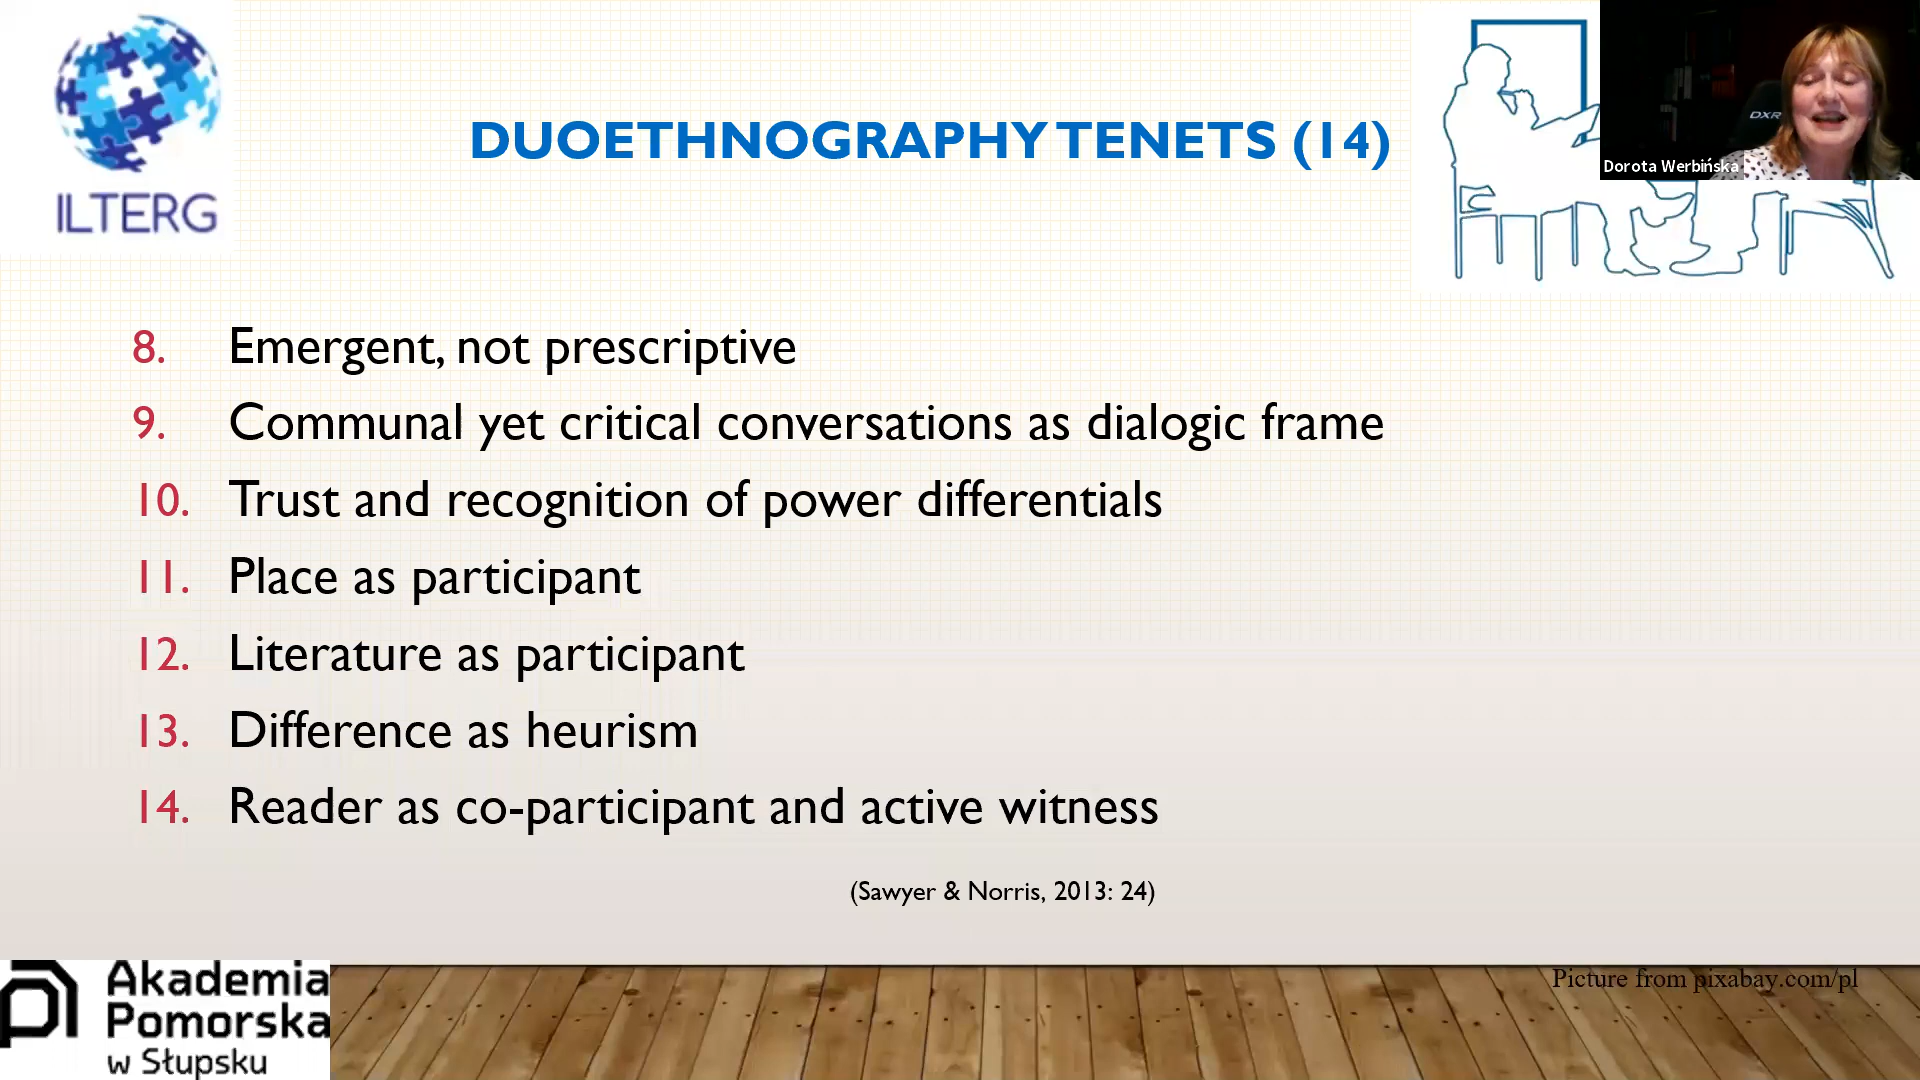 ILTERG
DUOETHNOGRAPHY TENETS (14)
DXR
Dorota Werbińska
8. Emergent, not prescriptive
9. Communal yet critical conversations as dialogic frame
10. Trust and recognition of power differentials
11. Place as participant
12. Literature as participant
13. Difference as heurism
14. Reader as co-participant and active witness
(Sawyer & Norris, 2013: 24)
Akademia
Pomorska
w Słupsku
Picture from pixabay.com/pl